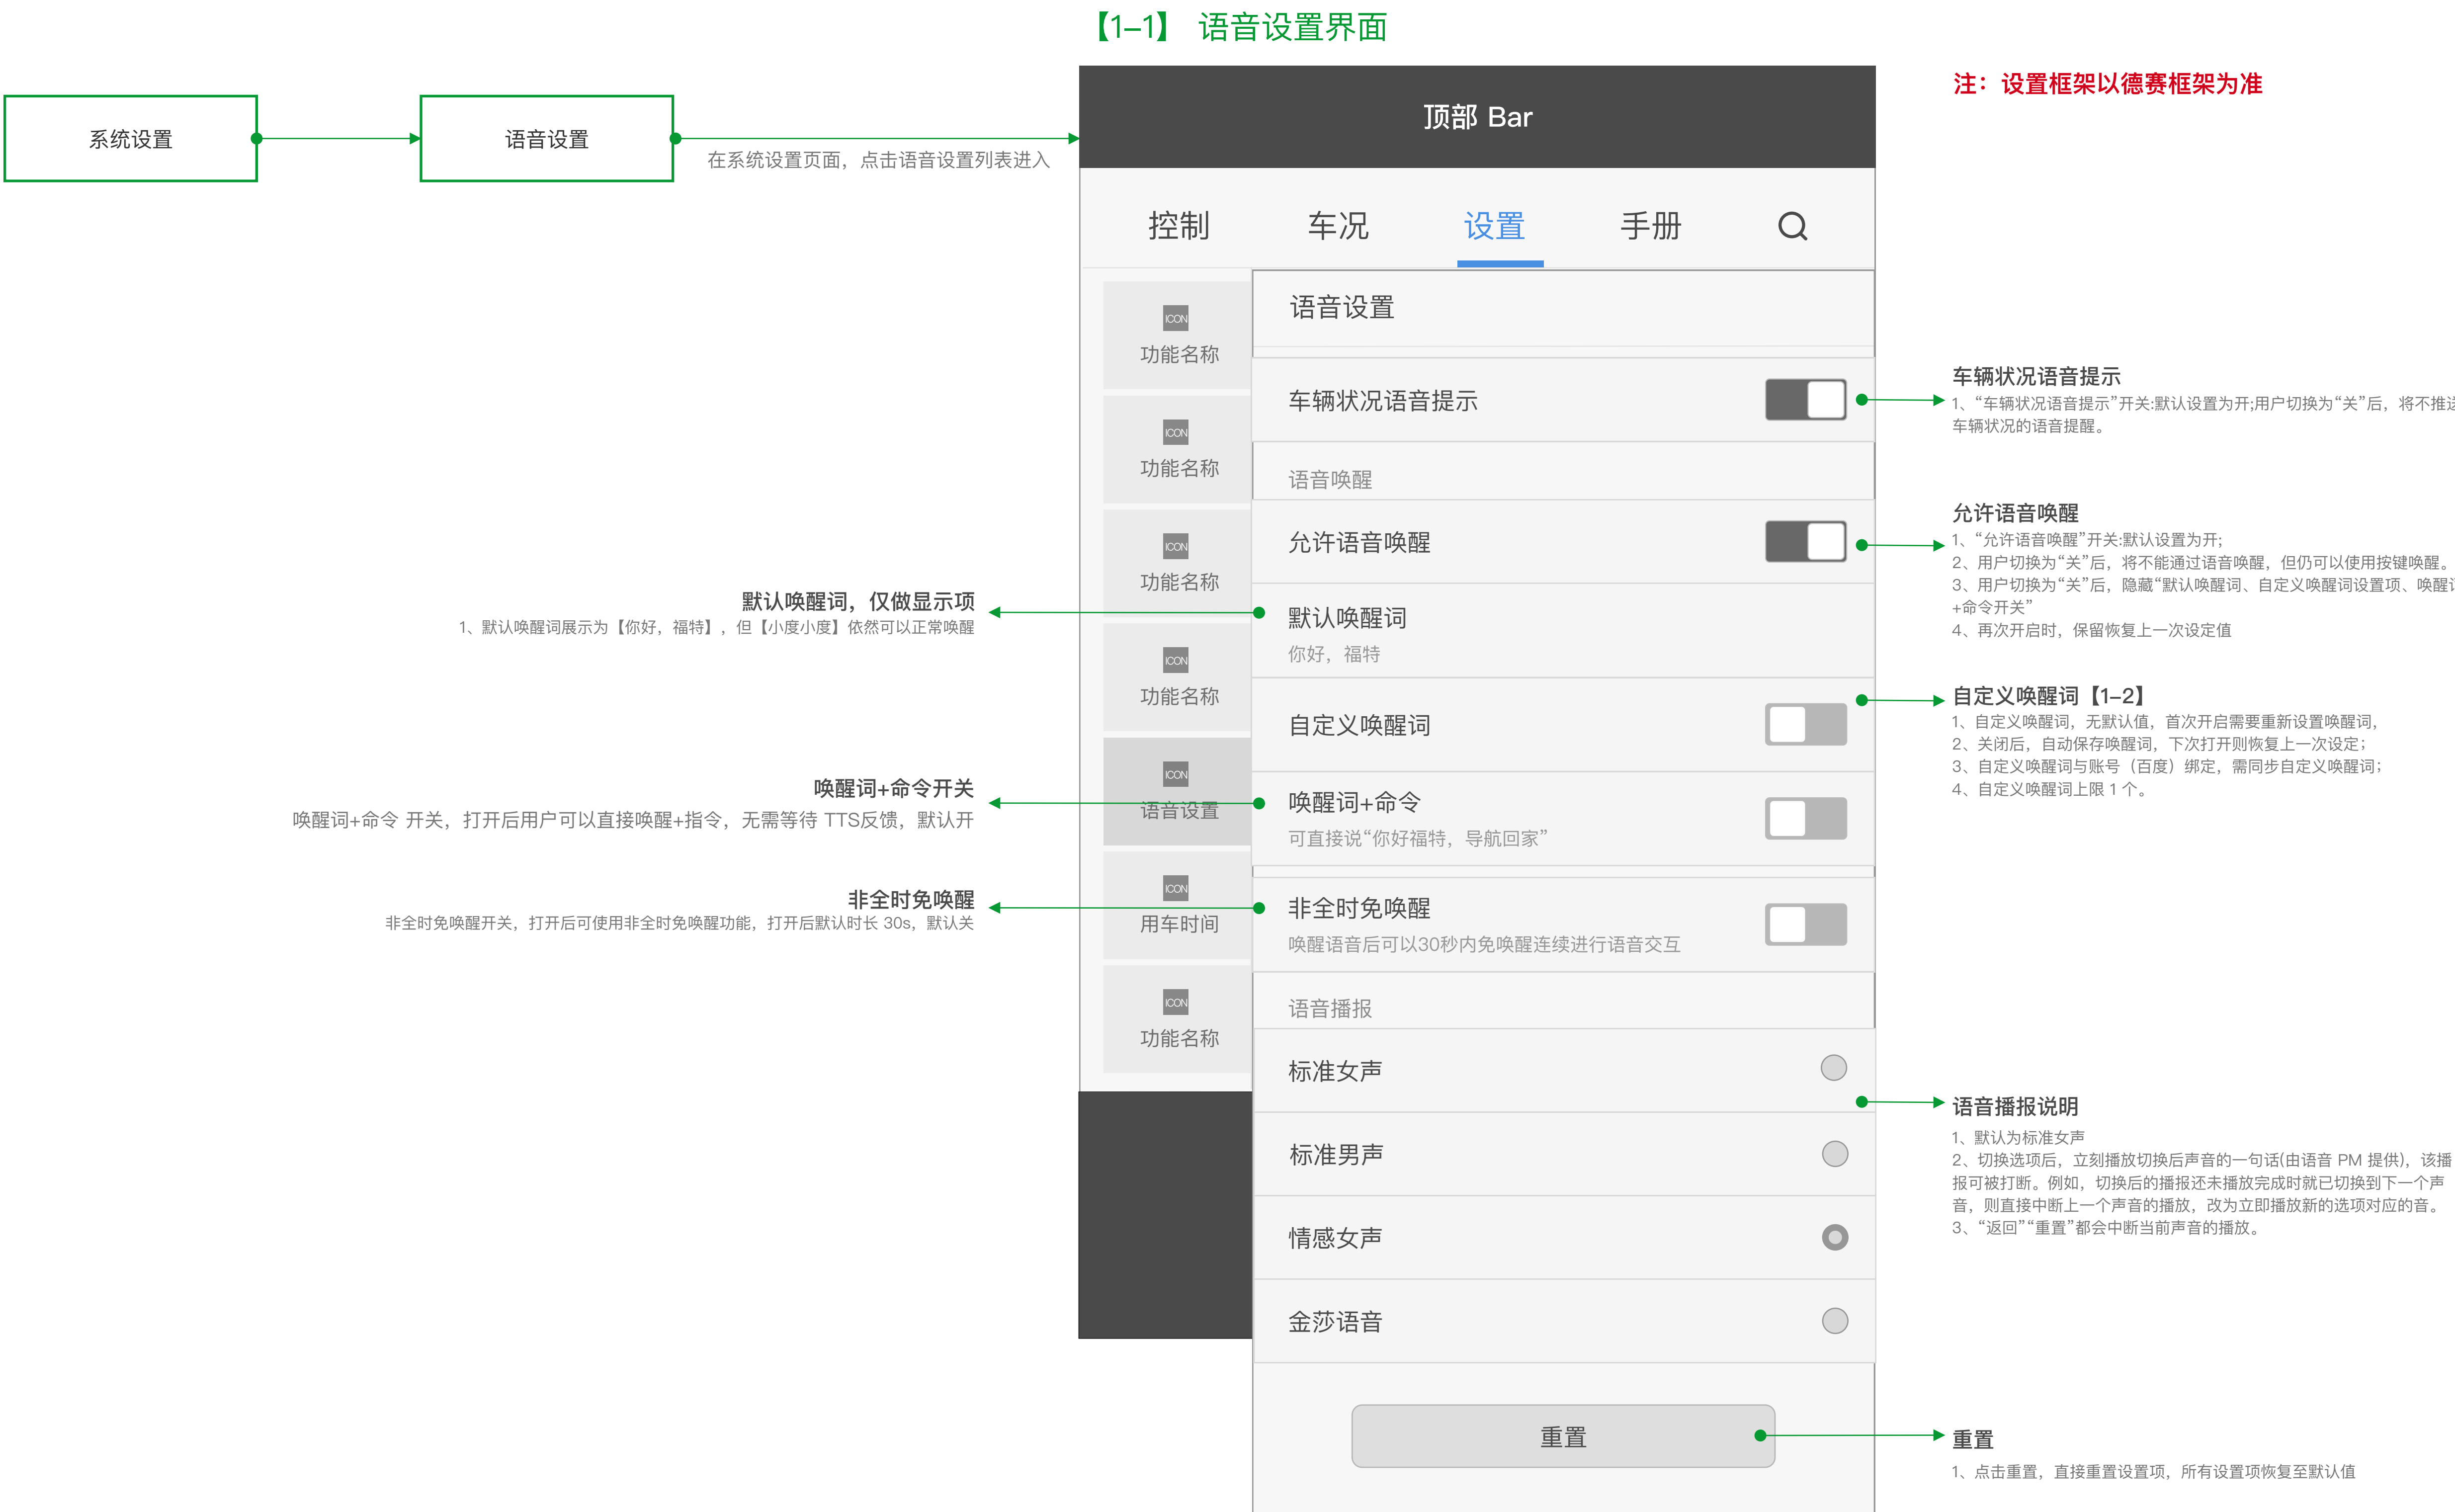 【1-1】 语音设置界面
注：设置框架以德赛框架为准
系统设置
语音设置
在系统设置页面，点击语音设置列表进入
顶部 Bar
控制
车况
设置
手册
ICON
功能名称
ICON
功能名称
ICON
功能名称
ICON
功能名称
ICON
语音设置
ICON
用车时间
ICON
功能名称
语音设置
车辆状况语音提示
语音唤醒
允许语音唤醒
默认唤醒词
你好，福特
自定义唤醒词
唤醒词+命令
可直接说“你好福特，导航回家”
非全时免唤醒
唤醒语音后可以30秒内免唤醒连续进行语音交互
语音播报
标准女声
标准男声
情感女声
金莎语音
重置
默认唤醒词，仅做显示项
1、默认唤醒词展示为【你好，福特】，但【小度小度】依然可以正常唤醒
唤醒词+命令开关
唤醒词+命令 开关，打开后用户可以直接唤醒+指令，无需等待 TTS反馈，默认开
非全时免唤醒
非全时免唤醒开关，打开后可使用非全时免唤醒功能，打开后默认时长 30s，默认关
车辆状况语音提示
1、“车辆状况语音提示”开关:默认设置为开;用户切换为“关”后，将不推
车辆状况的语音提醒。
允许语音唤醒
1、“允许语音唤醒”开关:默认设置为开;
2、用户切换为“关”后，将不能通过语音唤醒，但仍可以使用按键唤醒。
3、用户切换为“关”后，隐藏“默认唤醒词、自定义唤醒词设置项、唤醒
+命令开关”
4、再次开启时，保留恢复上一次设定值
自定义唤醒词【1-2】
1、自定义唤醒词，无默认值，首次开启需要重新设置唤醒词，
2、关闭后，自动保存唤醒词，下次打开则恢复上一次设定；
3、自定义唤醒词与账号（百度）绑定，需同步自定义唤醒词；
4、自定义唤醒词上限 1 个。
语音播报说明
1、默认为标准女声
2、切换选项后，立刻播放切换后声音的一句话(由语音 PM 提供)，该播
报可被打断。例如，切换后的播报还未播放完成时就已切换到下一个声
音，则直接中断上一个声音的播放，改为立即播放新的选项对应的音。
3、“返回”“重置”都会中断当前声音的播放。
重置
1、点击重置，直接重置设置项，所有设置项恢复至默认值